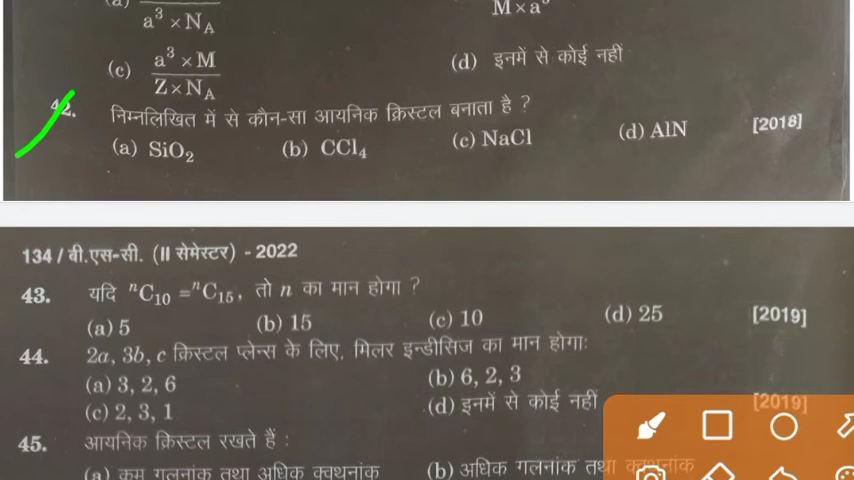 a³ × Nₐ
M × a³
(c) a³ × M / Z × Nₐ (d) इनमें से कोई नहीं
42. निम्नलिखित में से कौन-सा आयनिक क्रिस्टल बनाता है ?
(a) SiO₂ (b) CCl₄ (c) NaCl (d) AlN [2018]
134 / बी.एस-सी. (II सेमेस्टर) - 2022
43. यदि ⁿC₁₀ = ⁿC₁₅, तो n का मान होगा ?
(a) 5 (b) 15 (c) 10 (d) 25 [2019]
44. 2a, 3b, c क्रिस्टल प्लेन्स के लिए, मिलर इन्डीसिज का मान होगाः
(a) 3, 2, 6 (b) 6, 2, 3
(c) 2, 3, 1 (d) इनमें से कोई नहीं [2019]
45. आयनिक क्रिस्टल रखते हैं :
(a) कम गलनांक तथा अधिक क्वथनांक (b) अधिक गलनांक तथा क्वथनांक